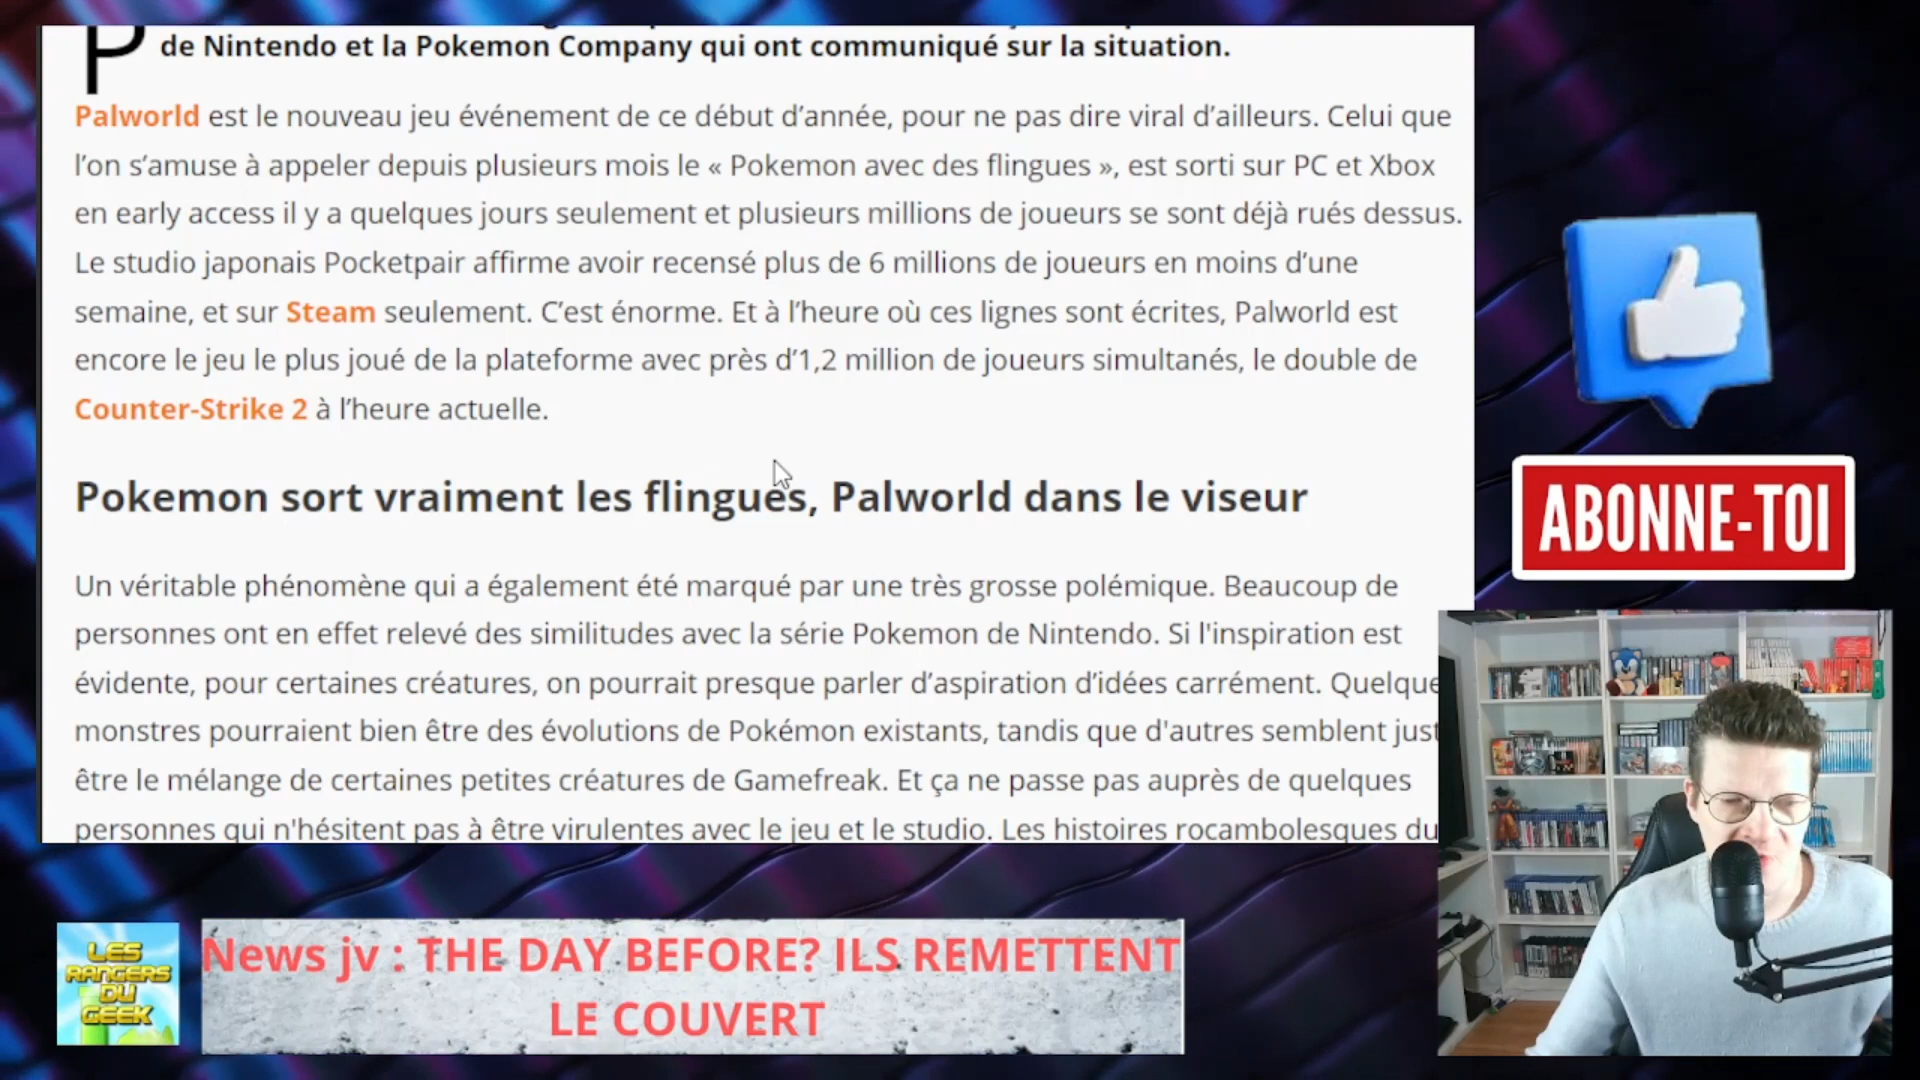 P
de Nintendo et la Pokemon Company qui ont communiqué sur la situation.
Palworld est le nouveau jeu événement de ce début d’année, pour ne pas dire viral d’ailleurs. Celui que
l’on s’amuse à appeler depuis plusieurs mois le « Pokemon avec des flingues », est sorti sur PC et Xbox
en early access il y a quelques jours seulement et plusieurs millions de joueurs se sont déjà rués dessus.
Le studio japonais Pocketpair affirme avoir recensé plus de 6 millions de joueurs en moins d’une
semaine, et sur Steam seulement. C’est énorme. Et à l’heure où ces lignes sont écrites, Palworld est
encore le jeu le plus joué de la plateforme avec près d’1,2 million de joueurs simultanés, le double de
Counter-Strike 2 à l’heure actuelle.
Pokemon sort vraiment les flingues, Palworld dans le viseur
Un véritable phénomène qui a également été marqué par une très grosse polémique. Beaucoup de
personnes ont en effet relevé des similitudes avec la série Pokemon de Nintendo. Si l'inspiration est
évidente, pour certaines créatures, on pourrait presque parler d’aspiration d’idées carrément. Quelque
monstres pourraient bien être des évolutions de Pokémon existants, tandis que d'autres semblent just
être le mélange de certaines petites créatures de Gamefreak. Et ça ne passe pas auprès de quelques
personnes qui n'hésitent pas à être virulentes avec le jeu et le studio. Les histoires rocambolesques du
ABONNE-TOI
LES
RANGERS
DU
GEEK
News jv : THE DAY BEFORE? ILS REMETTENT
LE COUVERT